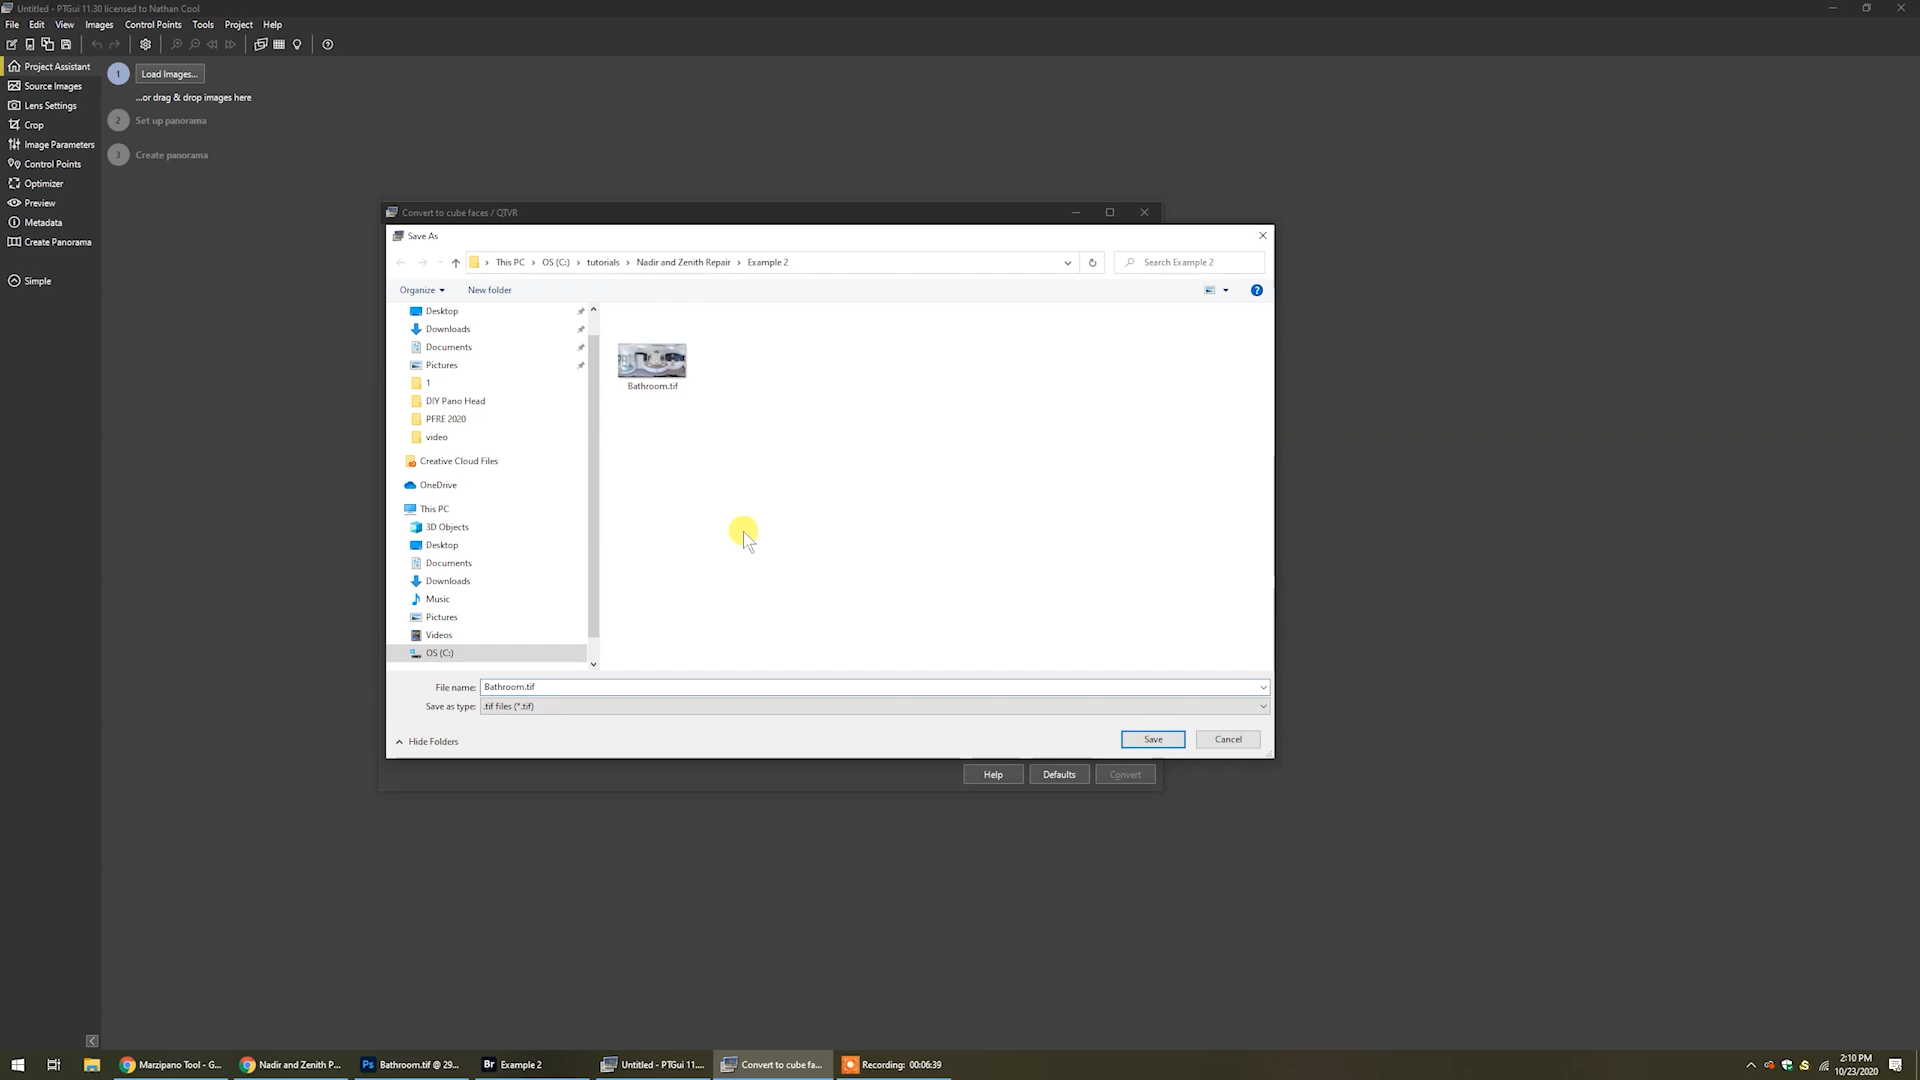 Untitled - PTGui 11.30 licensed to Nathan Cool
File Edit View Images Control Points Tools Project Help
Project Assistant
Source Images
Lens Settings
Crop
Image Parameters
Control Points
Optimizer
Preview
Metadata
Create Panorama
Simple
1 Load Images...
...or drag & drop images here
2 Set up panorama
3 Create panorama
Convert to cube faces / QTVR
Save As
This PC › OS (C:) › tutorials › Nadir and Zenith Repair › Example 2
Search Example 2
Organize New folder
Desktop
Downloads
Documents
Pictures
1
DIY Pano Head
PFRE 2020
video
Creative Cloud Files
OneDrive
This PC
3D Objects
Desktop
Documents
Downloads
Music
Pictures
Videos
OS (C:)
Bathroom.tif
File name: Bathroom.tif
Save as type: .tif files (*.tif)
Hide Folders
Save Cancel
Help Defaults Convert
Marzipano Tool - G...
Nadir and Zenith P...
Ps Bathroom.tif @ 29...
Br Example 2
Untitled - PTGui 11....
Convert to cube fa...
Recording: 00:06:39
2:10 PM
10/23/2020